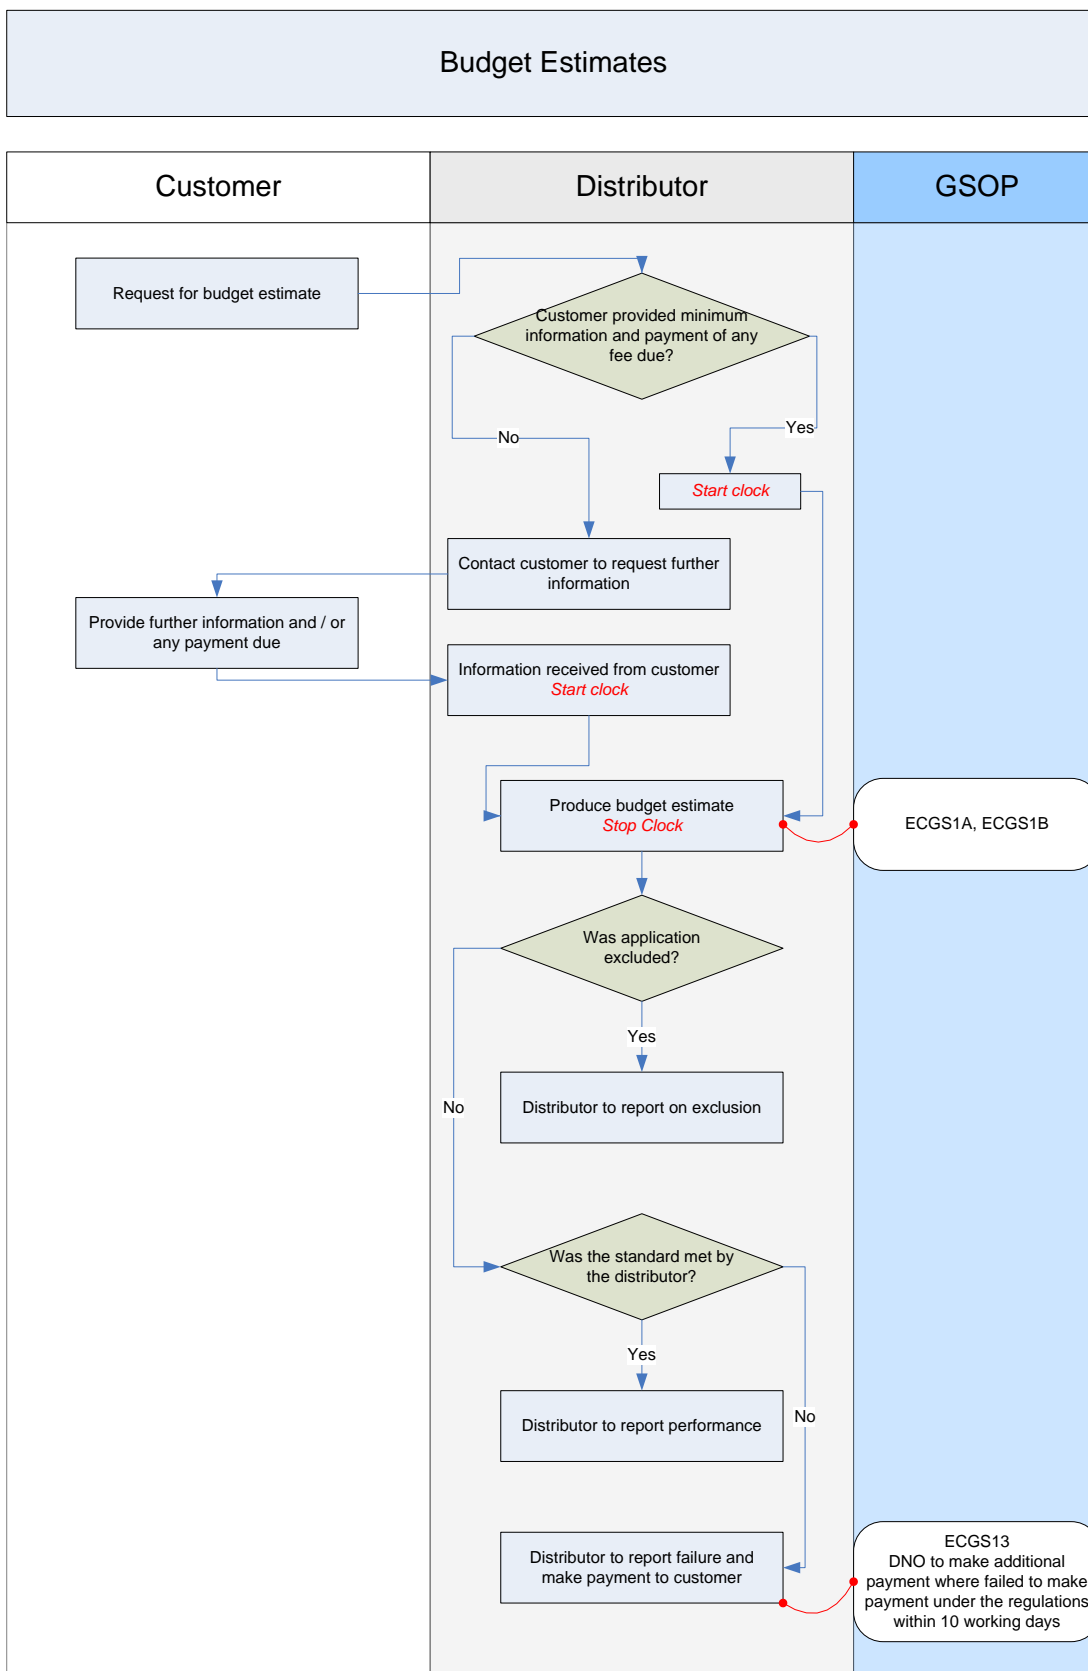 Budget Estimates
Customer
Distributor
GSOP
Request for budget estimate
Customer provided minimum
information and payment of any
fee due?
No
Yes
Start clock
Contact customer to request further
information
Provide further information and / or
any payment due
Information received from customer
Start clock
Produce budget estimate
Stop Clock
ECGS1A, ECGS1B
Was application
excluded?
Yes
No
Distributor to report on exclusion
Was the standard met by
the distributor?
Yes
No
Distributor to report performance
Distributor to report failure and
make payment to customer
ECGS13
DNO to make additional
payment where failed to make
payment under the regulations
within 10 working days